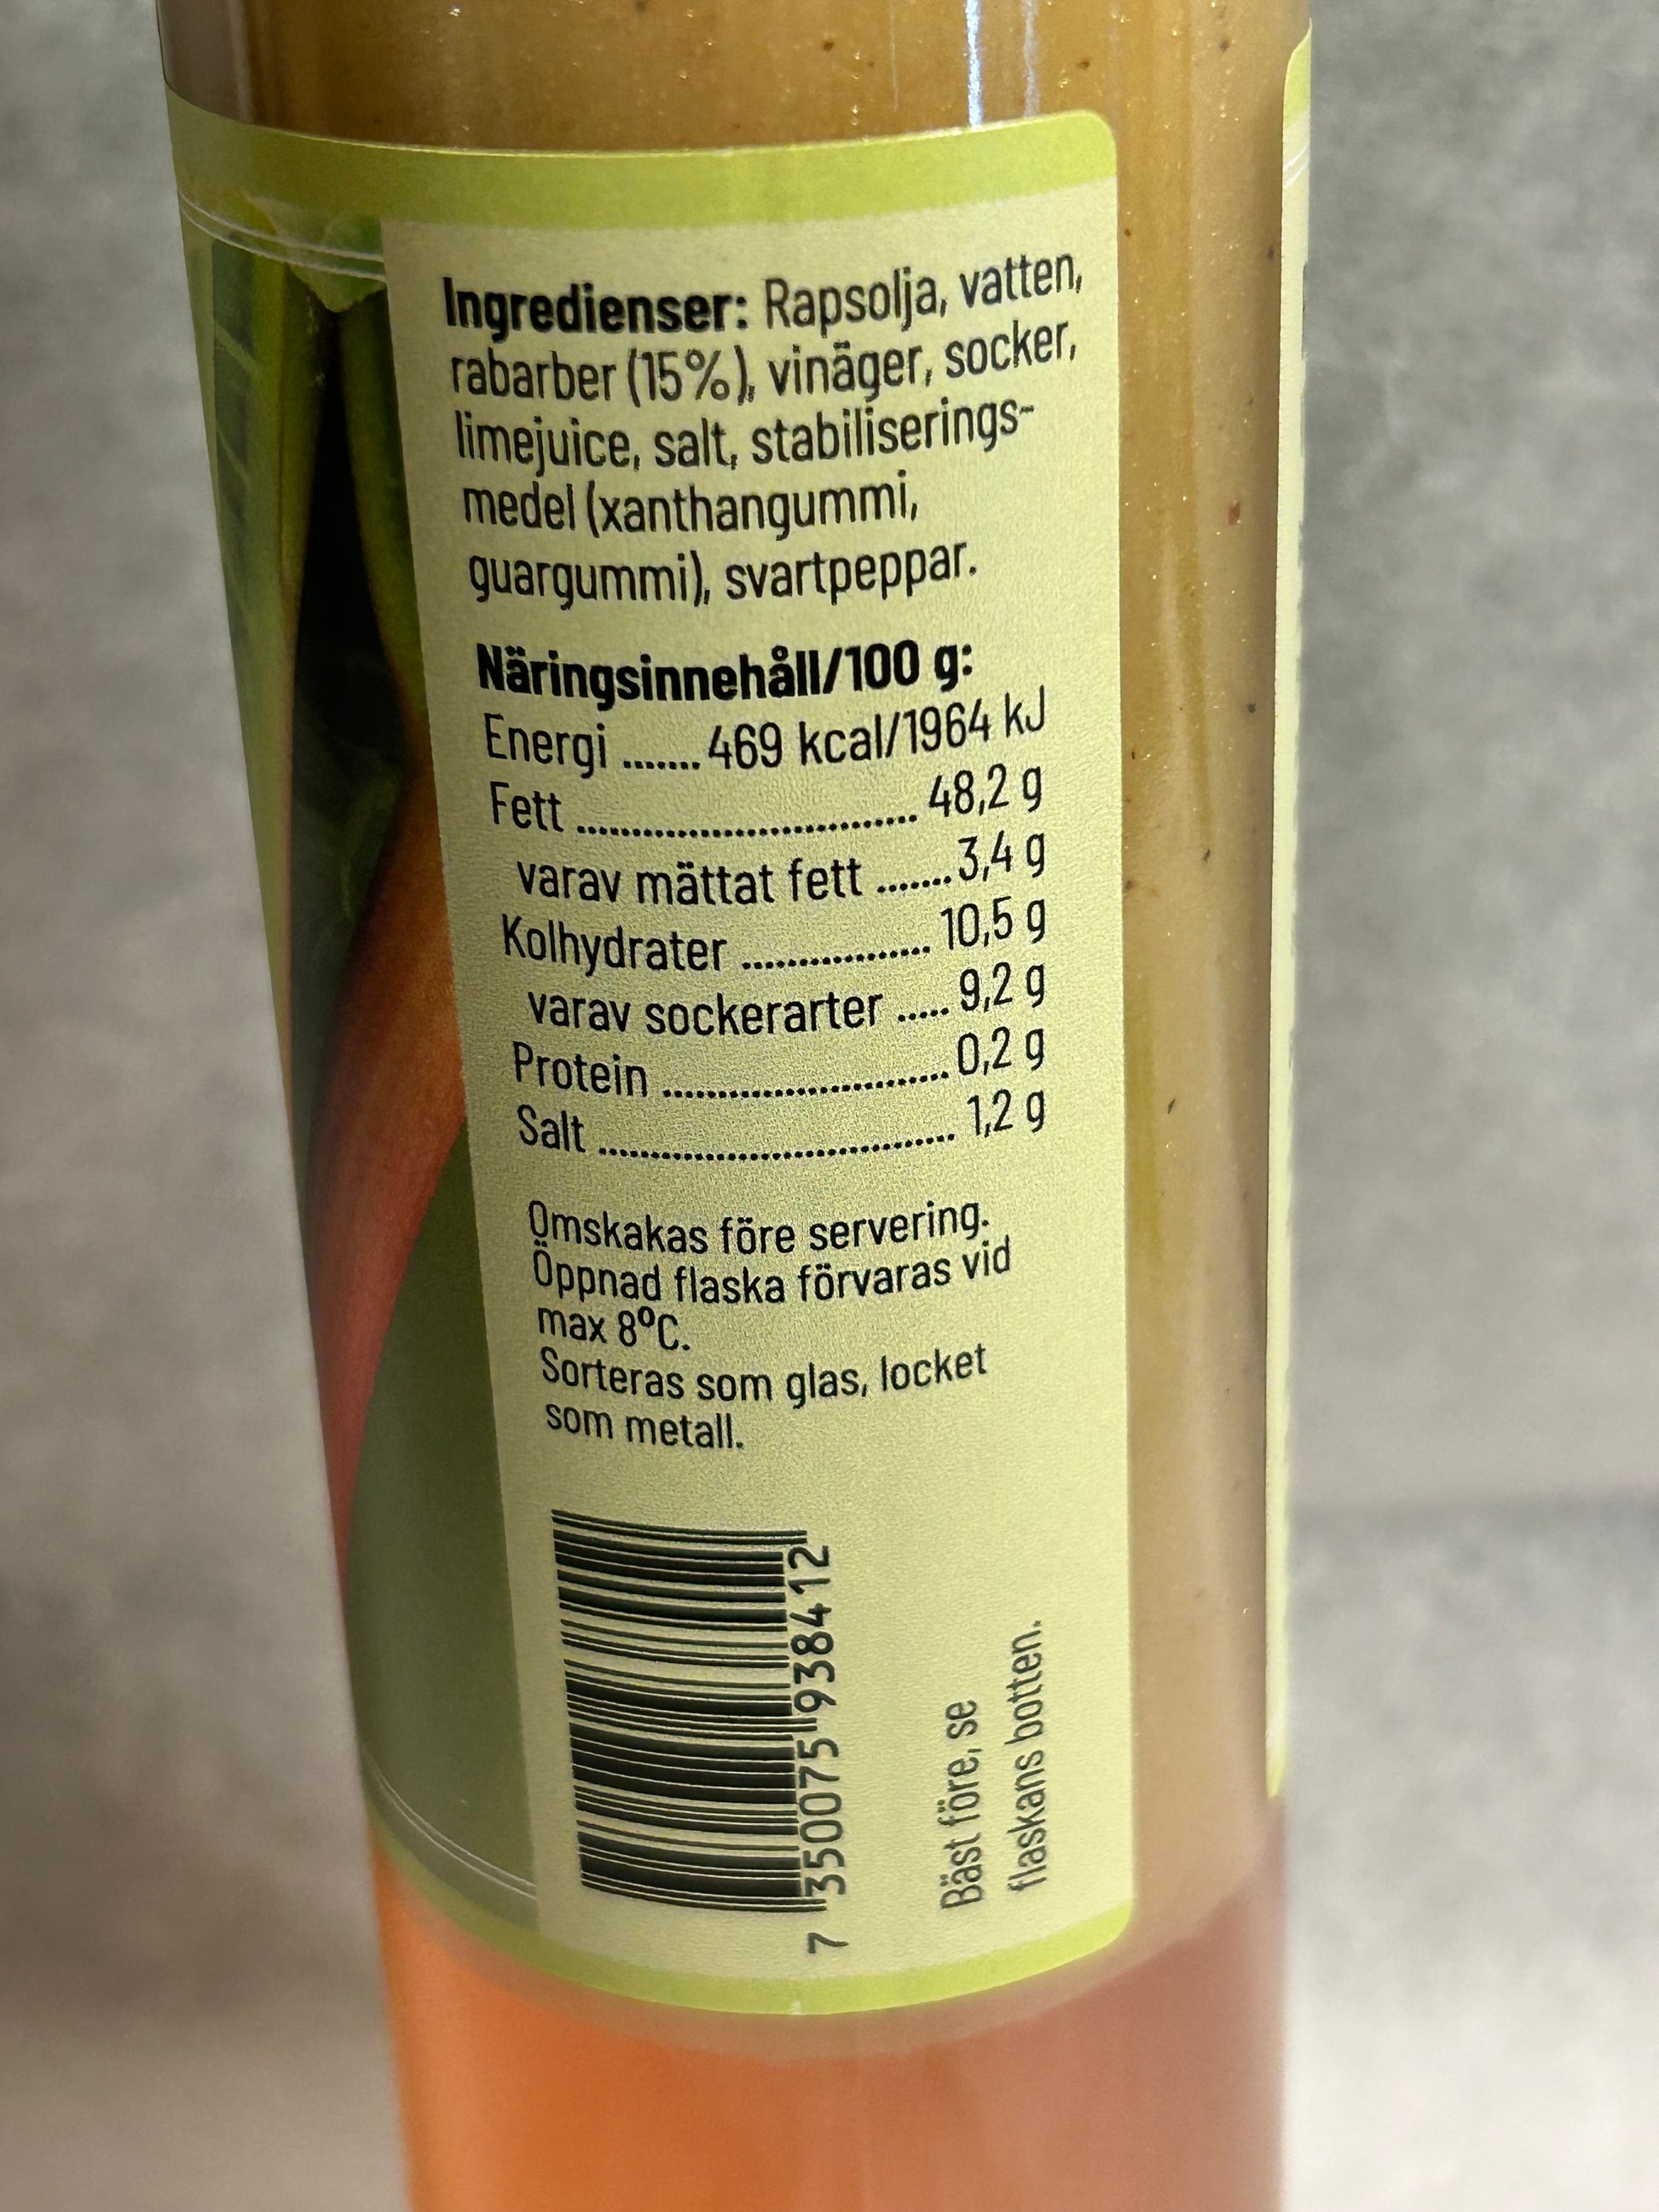 Ingredienser: Rapsolja, vatten,
rabarber (15%), vinäger, socker,
limejuice, salt, stabiliserings-
medel (xanthangummi,
guargummi), svartpeppar.
Näringsinnehåll/100 g:
Energi ....... 469 kcal/1964 kJ
Fett ................................ 48,2 g
varav mättat fett ....... 3,4 g
Kolhydrater .................. 10,5 g
varav sockerarter ..... 9,2 g
Protein ........................... 0,2 g
Salt .................................. 1,2 g
Omskakas före servering.
Öppnad flaska förvaras vid
max 8°C.
Sorteras som glas, locket
som metall.
7 350075 938412
Bäst före, se
flaskans botten.